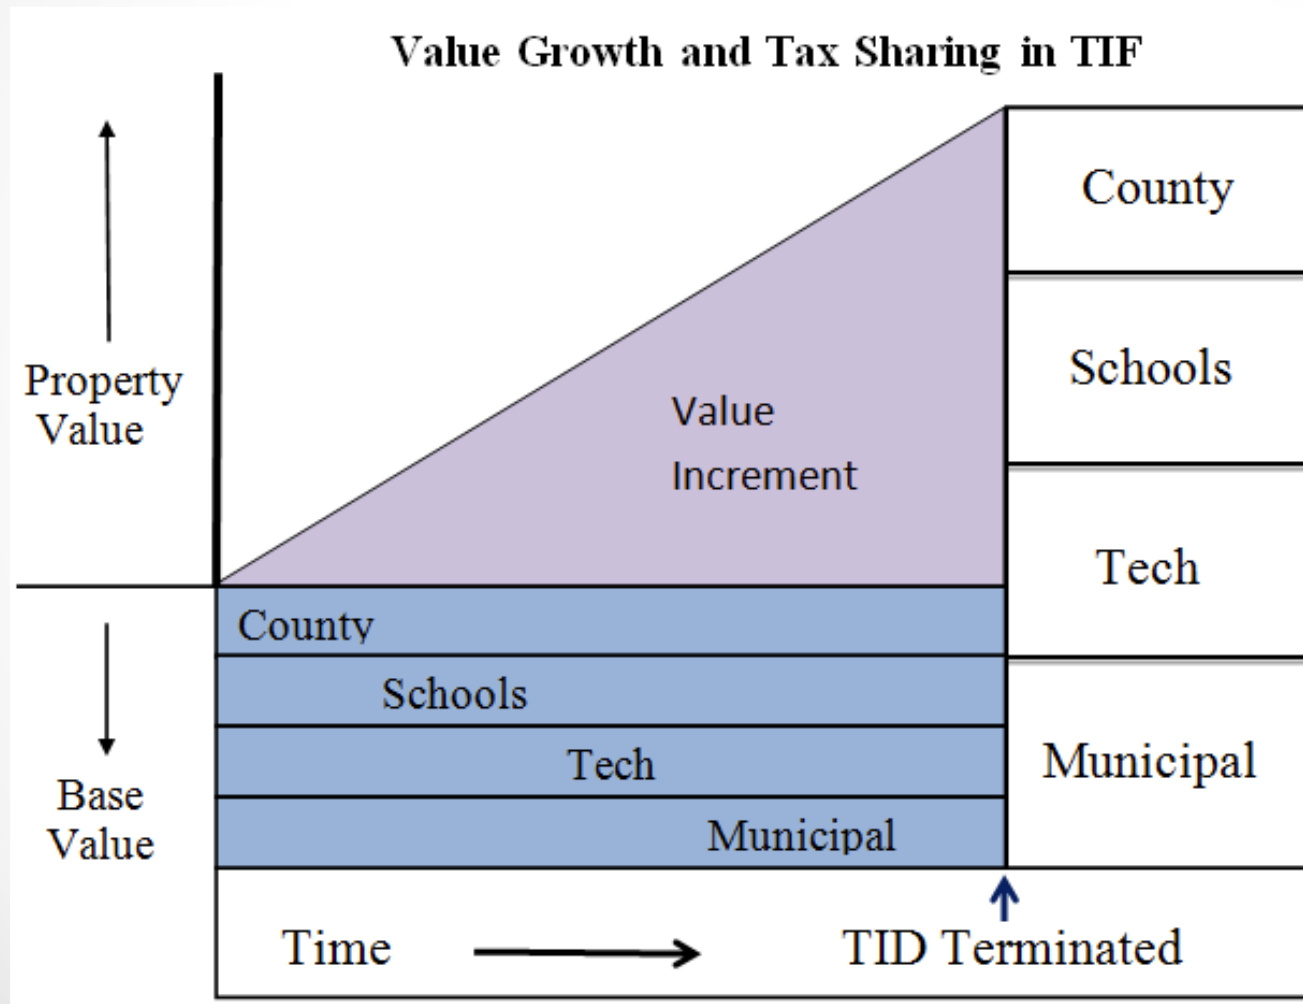 Value Growth and Tax Sharing in TIF
County
Schools
Tech
Municipal
Property
Value
Value
Increment
County
Schools
Tech
Municipal
Base
Value
Time
TID Terminated